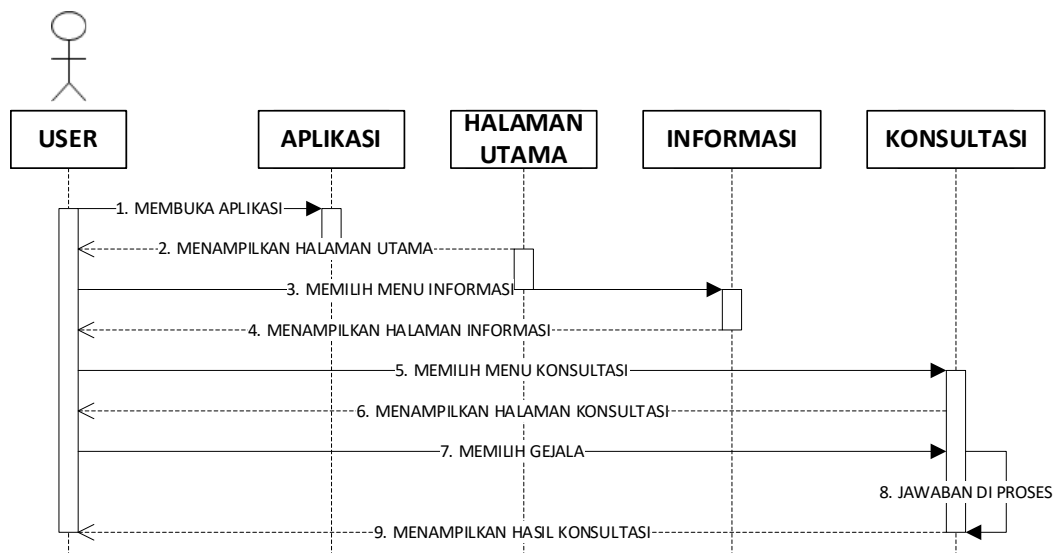 USER
APLIKASI
HALAMAN
UTAMA
INFORMASI
KONSULTASI
1. MEMBUKA APLIKASI
2. MENAMPILKAN HALAMAN UTAMA
3. MEMILIH MENU INFORMASI
4. MENAMPILKAN HALAMAN INFORMASI
5. MEMILIH MENU KONSULTASI
6. MENAMPILKAN HALAMAN KONSULTASI
7. MEMILIH GEJALA
8. JAWABAN DI PROSES
9. MENAMPILKAN HASIL KONSULTASI